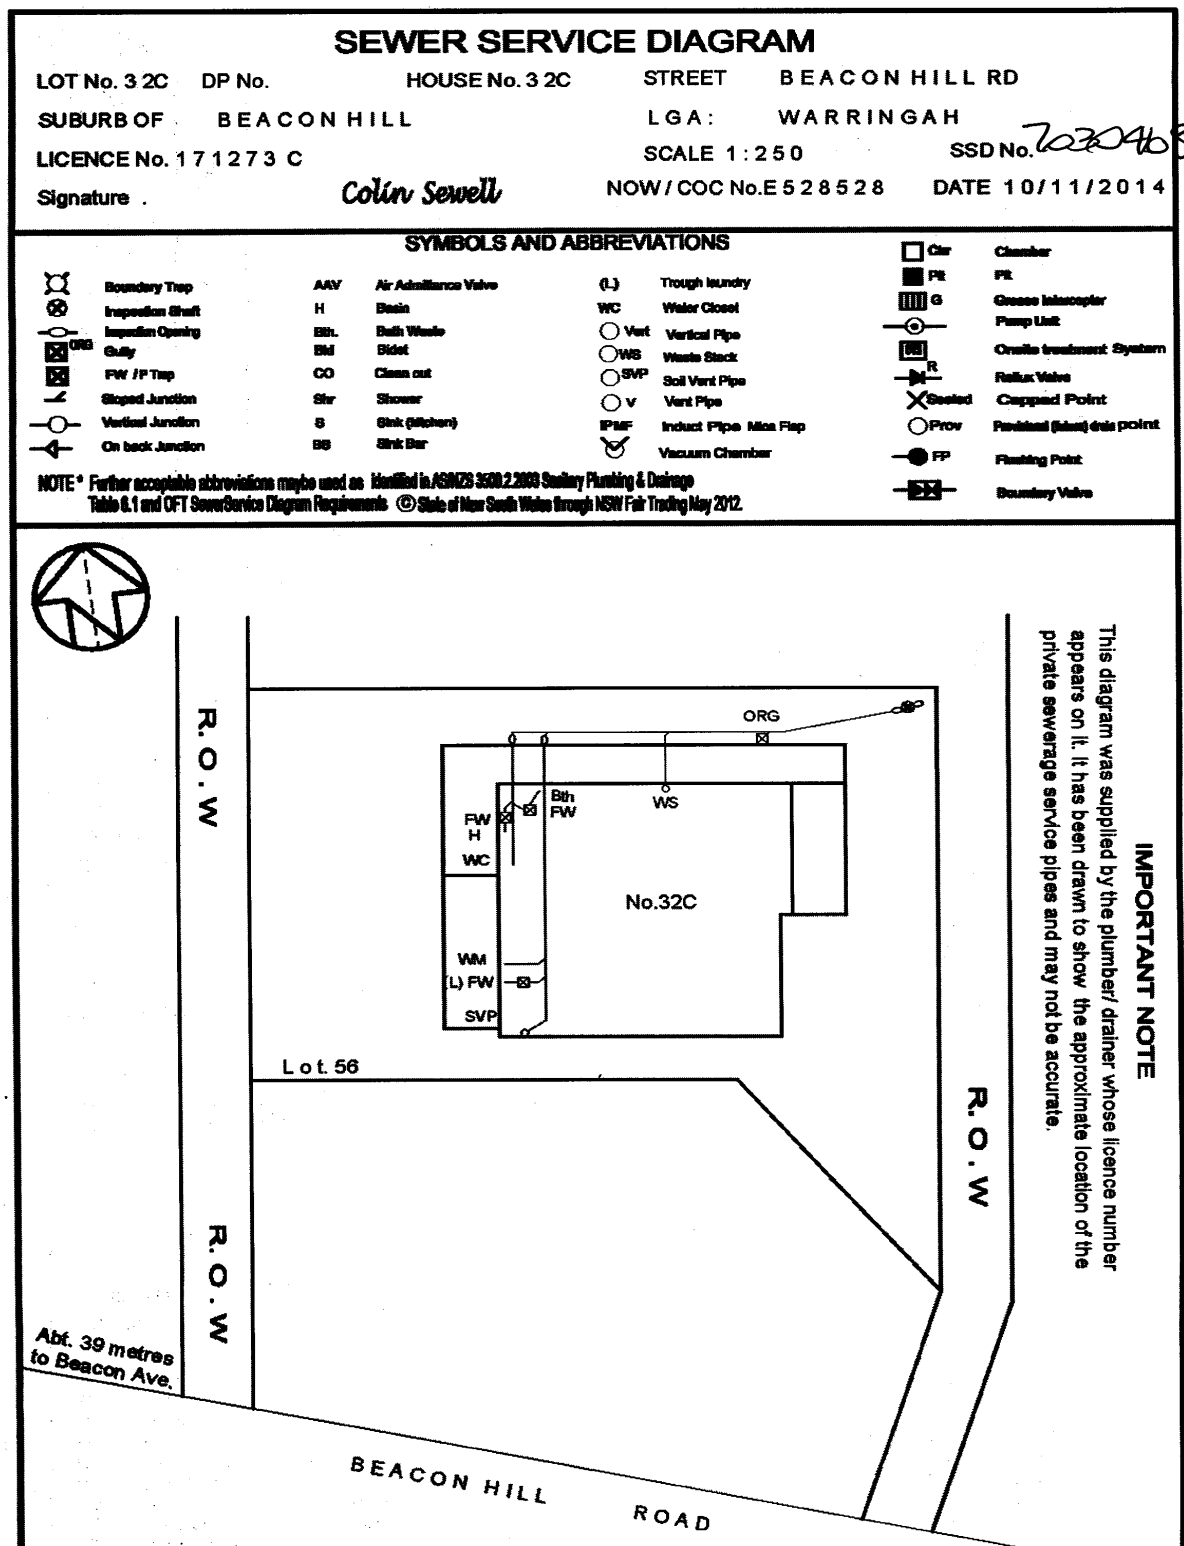 SEWER SERVICE DIAGRAM
LOT No. 3 2C DP No. HOUSE No. 3 2C STREET BEACON HILL RD
SUBURB OF BEACON HILL LGA: WARRINGAH
LICENCE No. 171273 C SCALE 1:250 SSD No.
Signature . Colin Sewell NOW / COC No. E528528 DATE 10/11/2014
SYMBOLS AND ABBREVIATIONS
Boundary Trap
Inspection Shaft
Inspection Opening
ORG Gully
FW / P Trap
Sloped Junction
Vertical Junction
On back Junction
AAV Air Admittance Valve
H Basin
Bth. Bath Waste
Bid Bidet
CO Clean out
Shr Shower
S Sink (kitchen)
BS Sink Bar
(L) Trough laundry
WC Water Closet
Vert Vertical Pipe
WS Waste Stack
SVP Soil Vent Pipe
V Vent Pipe
IPMF Induct Pipe Mica Flap
Vacuum Chamber
Chr Chamber
Pit Pit
G Grease Interceptor
Pump Unit
Onsite treatment System
R Reflux Valve
Sealed Capped Point
Prov point
FP Flushing Point
Boundary Valve
NOTE * Further acceptable abbreviations maybe used as identified in AS/NZS 3500.2.2003 Sanitary Plumbing & Drainage
Table 6.1 and OFT SewerService Diagram Requirements © State of New South Wales through NSW Fair Trading May 2012.
N
R.O.W
ORG
Bth
FW
FW
H
WC
WS
No.32C
WM
(L) FW
SVP
Lot. 56
R.O.W
R.O.W
Abt. 39 metres
to Beacon Ave.
BEACON HILL ROAD
IMPORTANT NOTE
This diagram was supplied by the plumber/ drainer whose licence number
appears on it. It has been drawn to show the approximate location of the
private sewerage service pipes and may not be accurate.